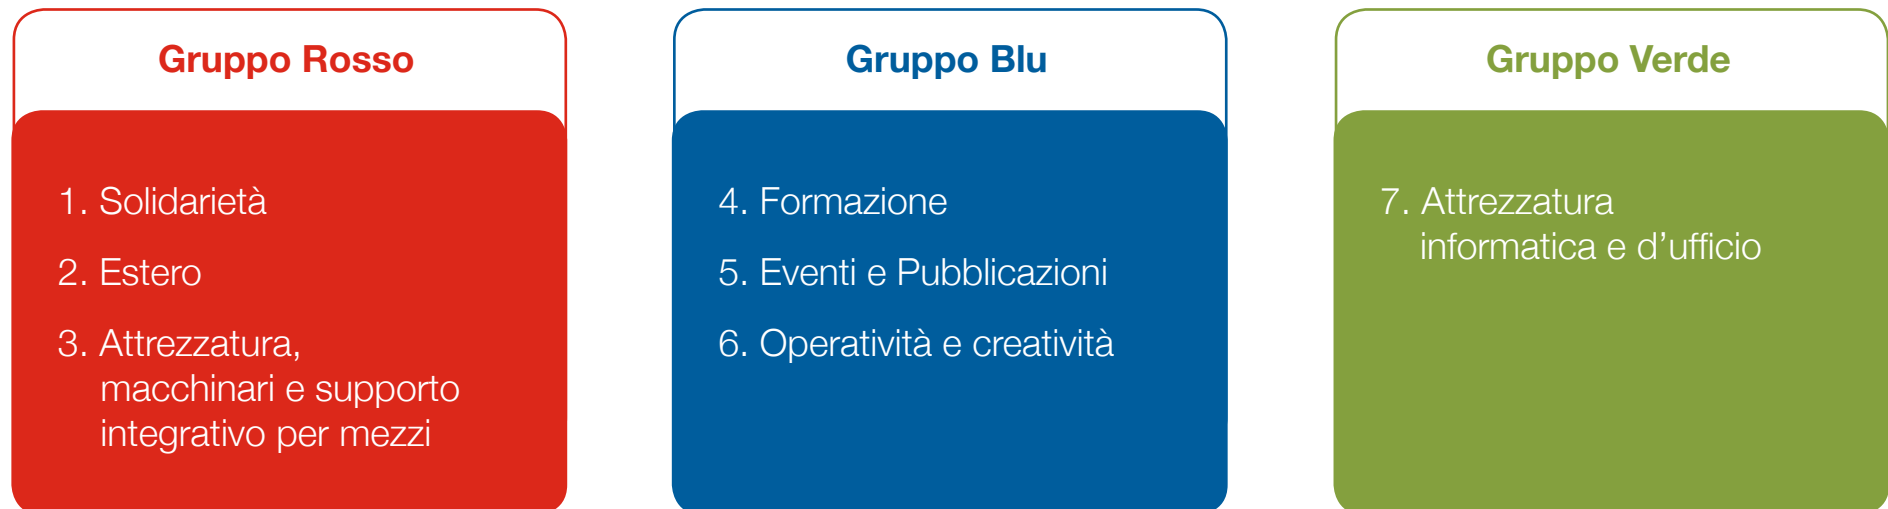 Gruppo Rosso
1. Solidarietà
2. Estero
3. Attrezzatura,
macchinari e supporto
integrativo per mezzi
Gruppo Blu
4. Formazione
5. Eventi e Pubblicazioni
6. Operatività e creatività
Gruppo Verde
7. Attrezzatura
informatica e d’ufficio